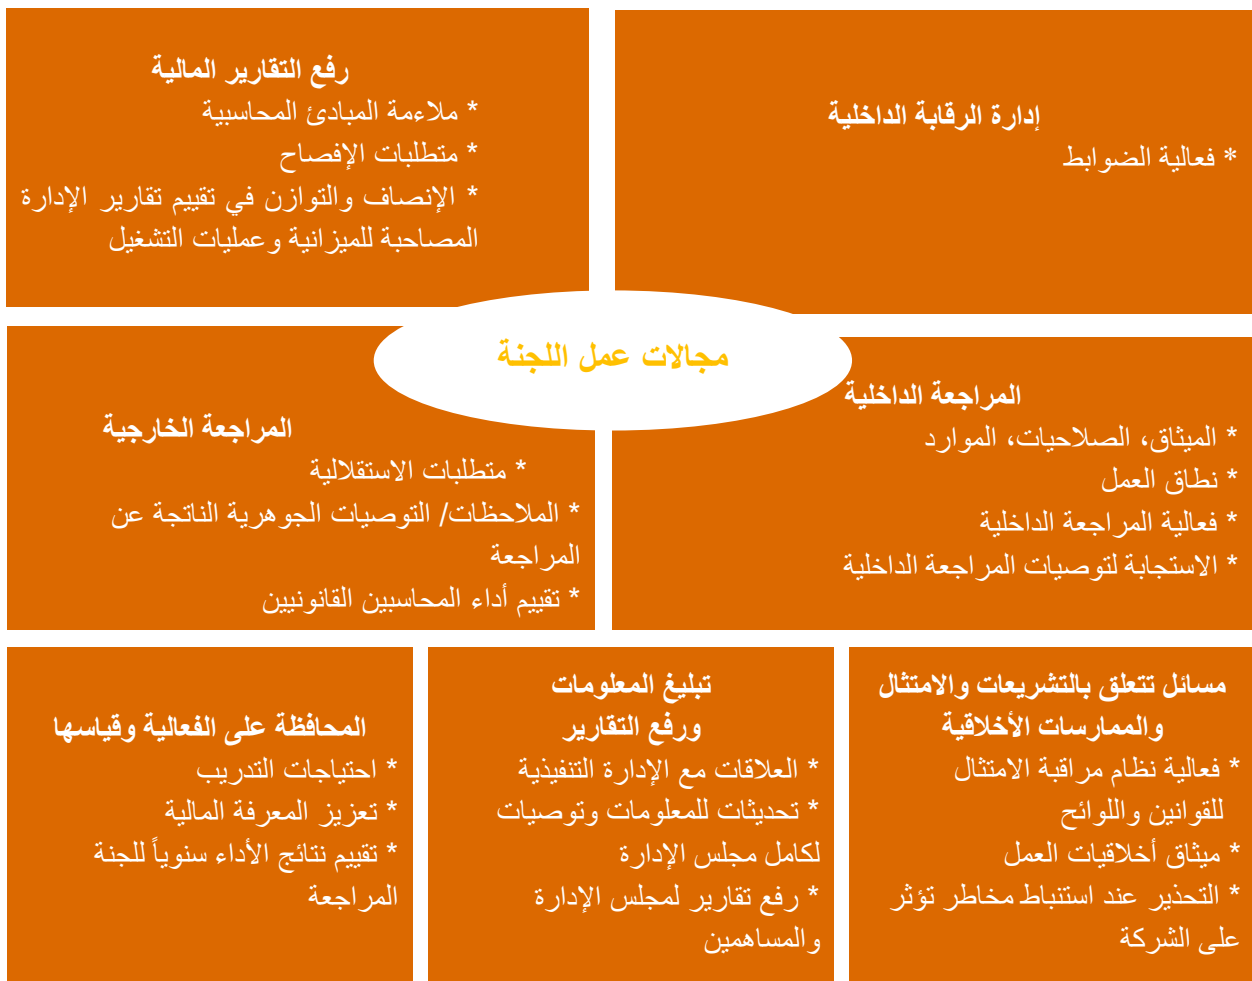 إدارة الرقابة الداخلية
* فعالية الضوابط
رفع التقارير المالية
* ملاءمة المبادئ المحاسبية
* متطلبات الإفصاح
* الإنصاف والتوازن في تقييم تقارير الإدارة
المصاحبة للميزانية وعمليات التشغيل
مجالات عمل اللجنة
المراجعة الداخلية
* الميثاق، الصلاحيات، الموارد
* نطاق العمل
* فعالية المراجعة الداخلية
* الاستجابة لتوصيات المراجعة الداخلية
المراجعة الخارجية
* متطلبات الاستقلالية
* الملاحظات/ التوصيات الجوهرية الناتجة عن
المراجعة
* تقييم أداء المحاسبين القانونيين
مسائل تتعلق بالتشريعات والامتثال
والممارسات الأخلاقية
* فعالية نظام مراقبة الامتثال
للقوانين واللوائح
* ميثاق أخلاقيات العمل
* التحذير عند استنباط مخاطر تؤثر
على الشركة
تبليغ المعلومات
ورفع التقارير
* العلاقات مع الإدارة التنفيذية
* تحديثات للمعلومات وتوصيات
لكامل مجلس الإدارة
* رفع تقارير لمجلس الإدارة
والمساهمين
المحافظة على الفعالية وقياسها
* احتياجات التدريب
* تعزيز المعرفة المالية
* تقييم نتائج الأداء سنوياً للجنة
المراجعة